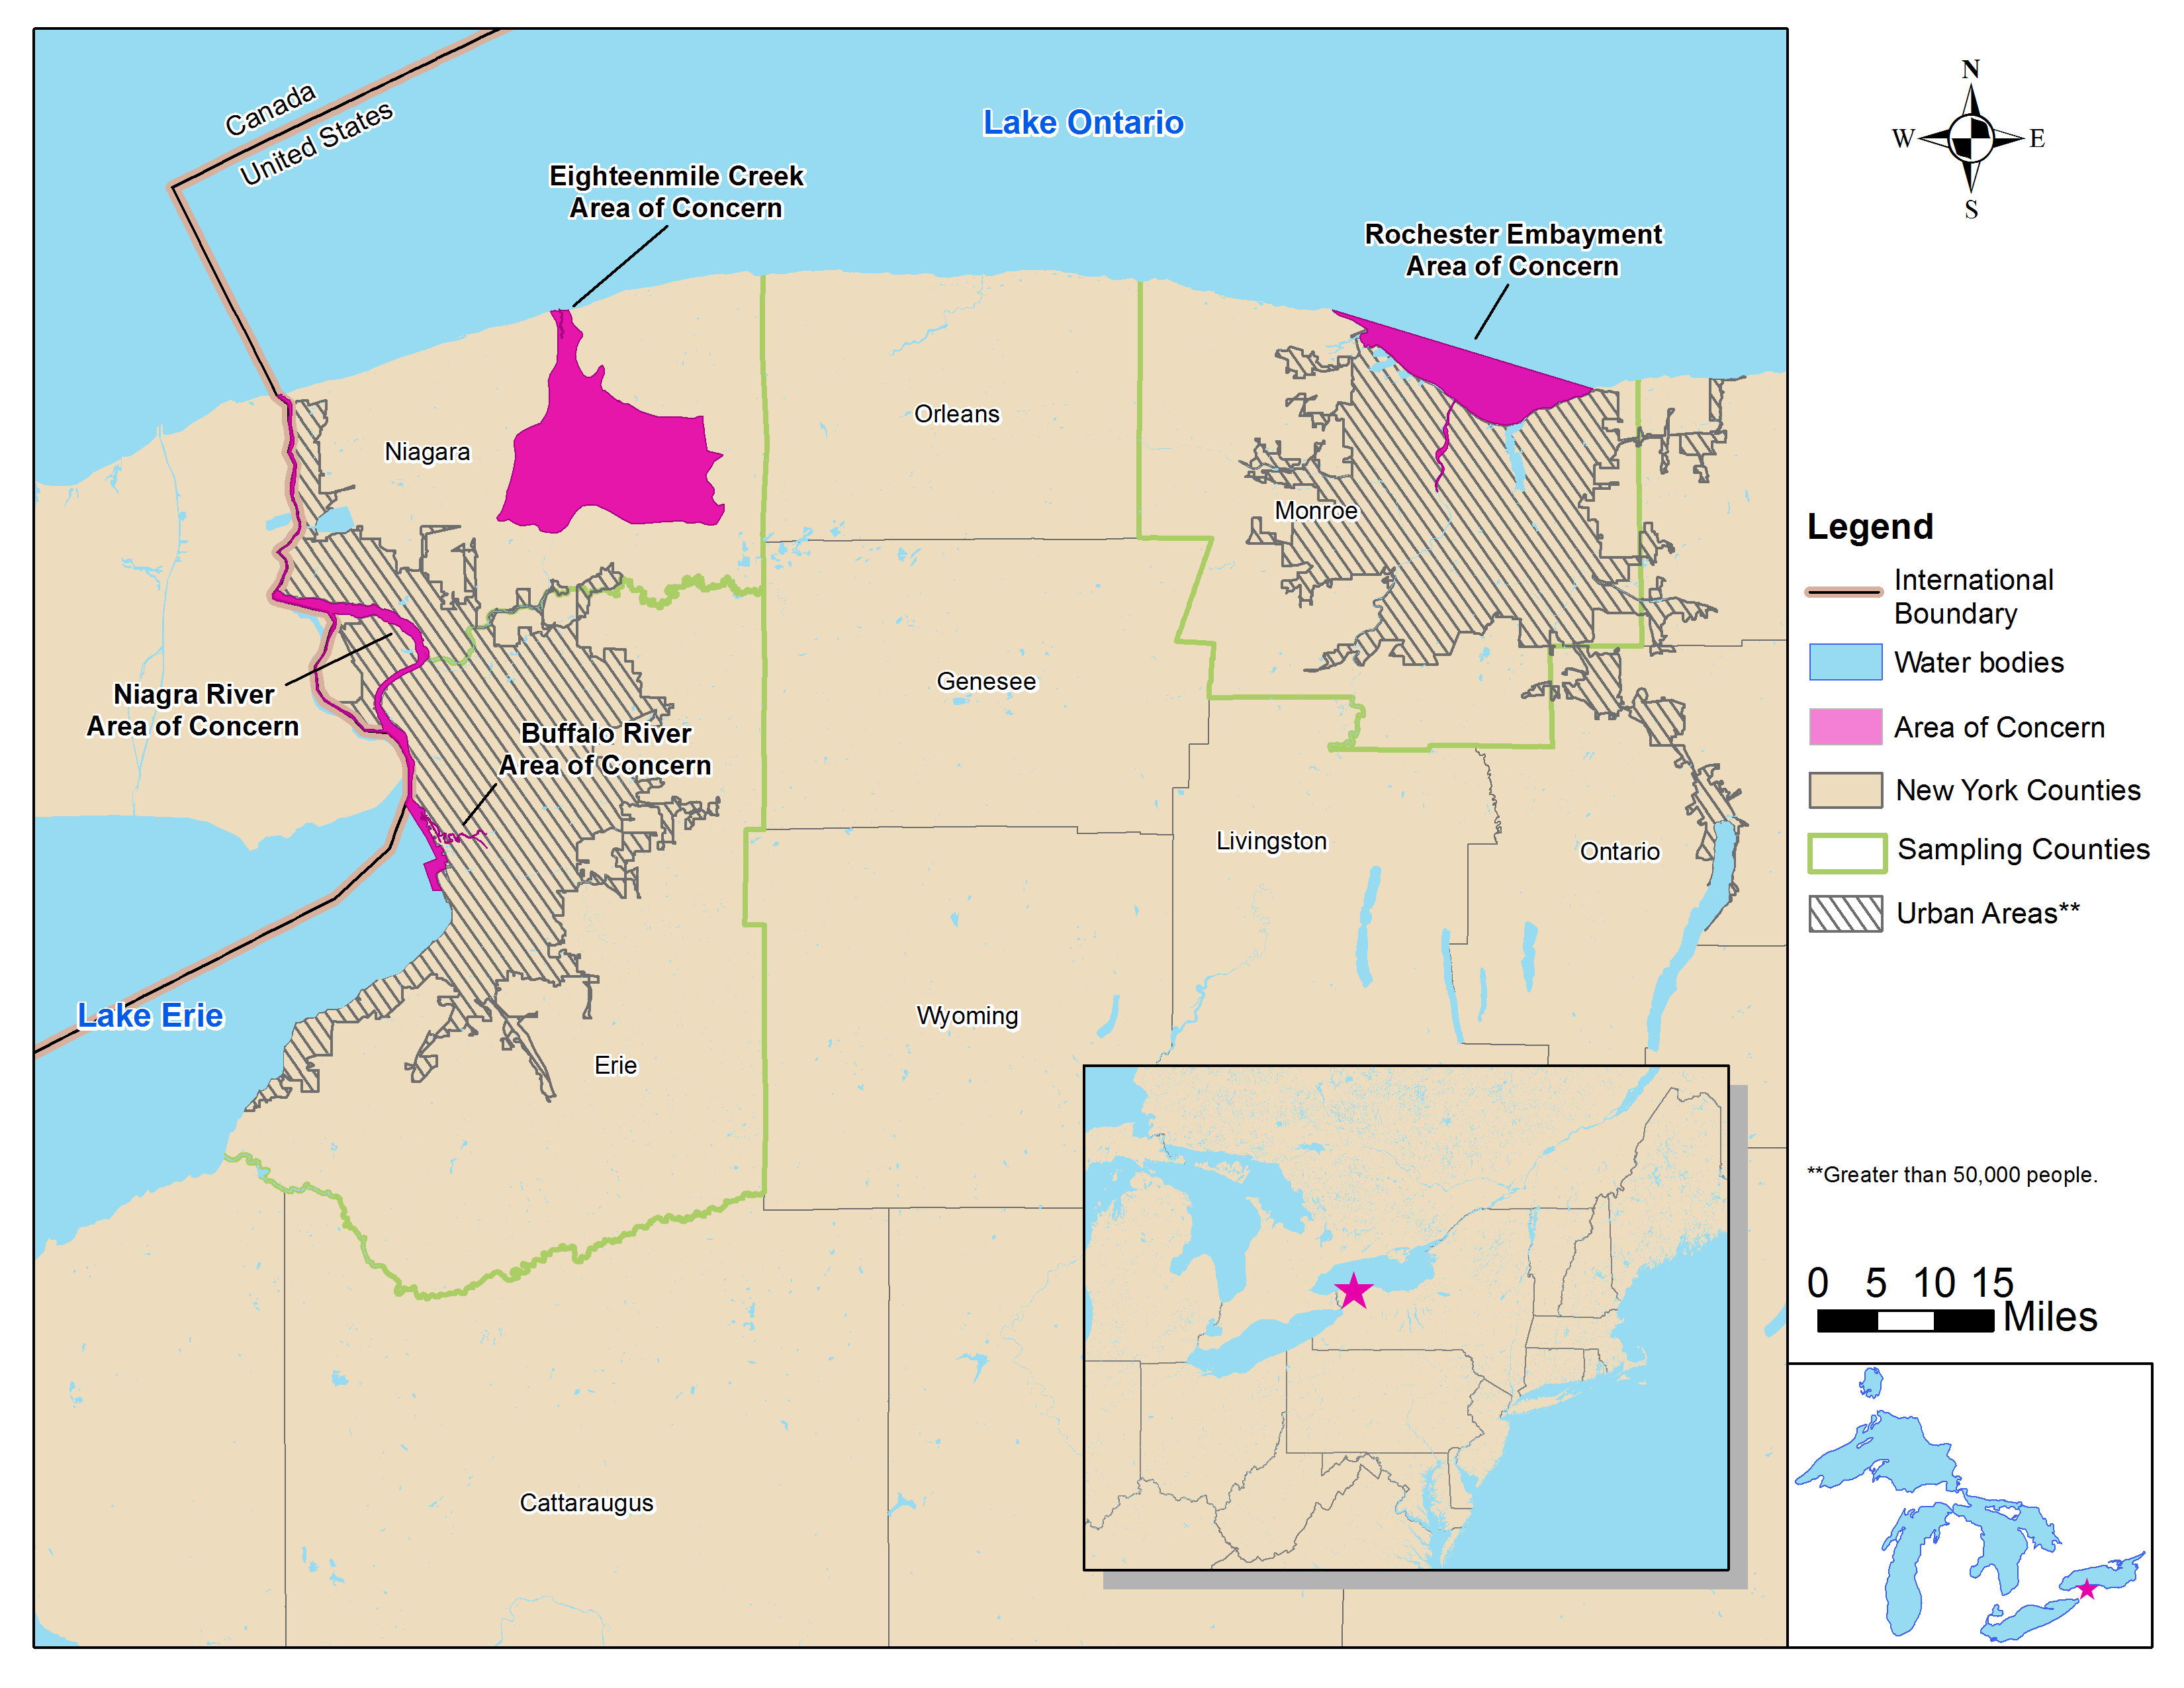 Canada
United States
Lake Ontario
Eighteenmile Creek
Area of Concern
Rochester Embayment
Area of Concern
Niagara
Orleans
Monroe
Niagra River
Area of Concern
Genesee
Buffalo River
Area of Concern
Livingston
Ontario
Lake Erie
Wyoming
Erie
Cattaraugus
N
W
E
S
Legend
International
Boundary
Water bodies
Area of Concern
New York Counties
Sampling Counties
Urban Areas**
**Greater than 50,000 people.
0 5 10 15
Miles